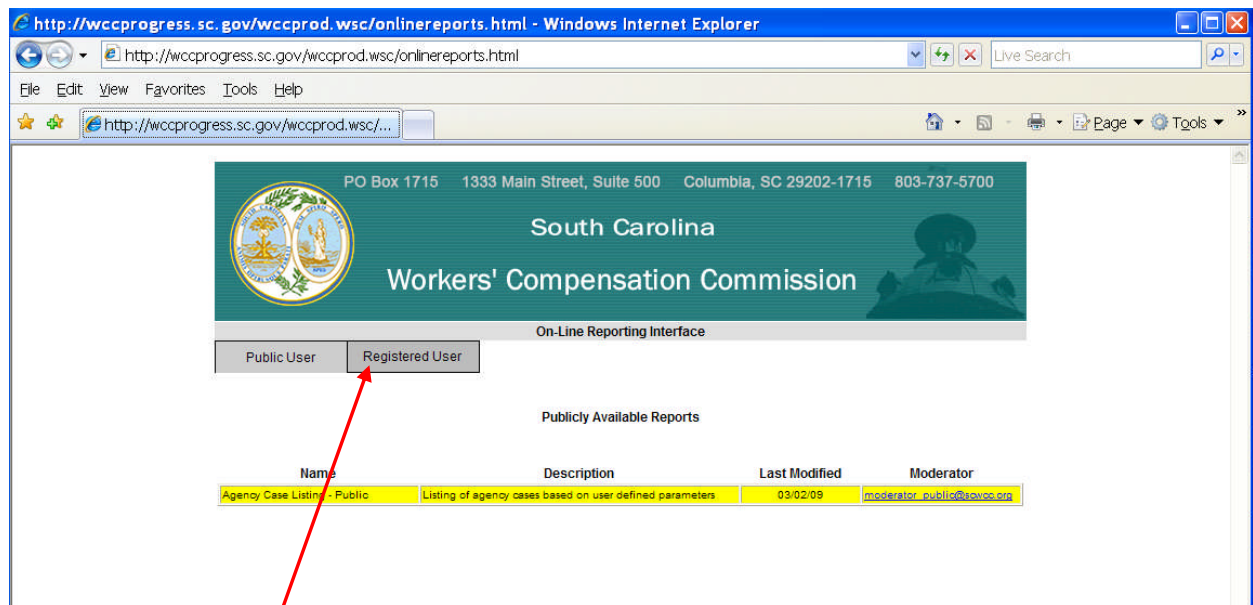 http://wccprogress.sc.gov/wccprod.wsc/onlinereports.html - Windows Internet Explorer
http://wccprogress.sc.gov/wccprod.wsc/onlinereports.html Live Search
File Edit View Favorites Tools Help
http://wccprogress.sc.gov/wccprod.wsc/... Page Tools »
PO Box 1715 1333 Main Street, Suite 500 Columbia, SC 29202-1715 803-737-5700
South Carolina
Workers' Compensation Commission
On-Line Reporting Interface
Public User Registered User
Publicly Available Reports
Name Description Last Modified Moderator
Agency Case Listing - Public Listing of agency cases based on user defined parameters 03/02/09 moderator_public@scwcc.org